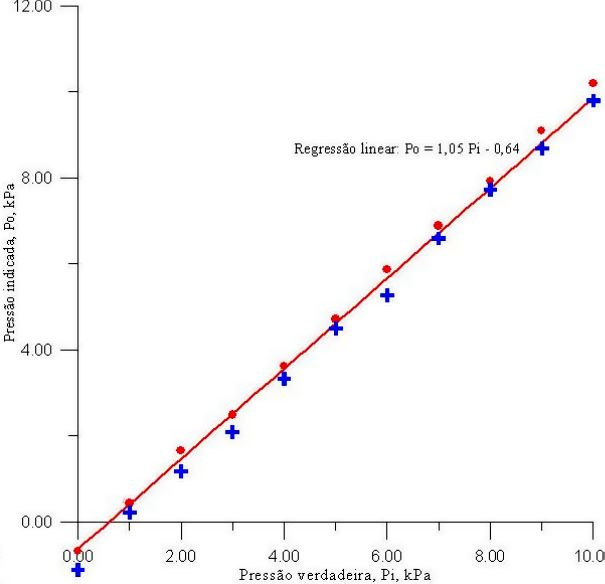 12.00
Regressão linear: Po = 1,05 Pi - 0,64
8.00
Pressão indicada, Po, kPa
4.00
0.00
0.00 2.00 4.00 6.00 8.00 10.0
Pressão verdadeira, Pi, kPa